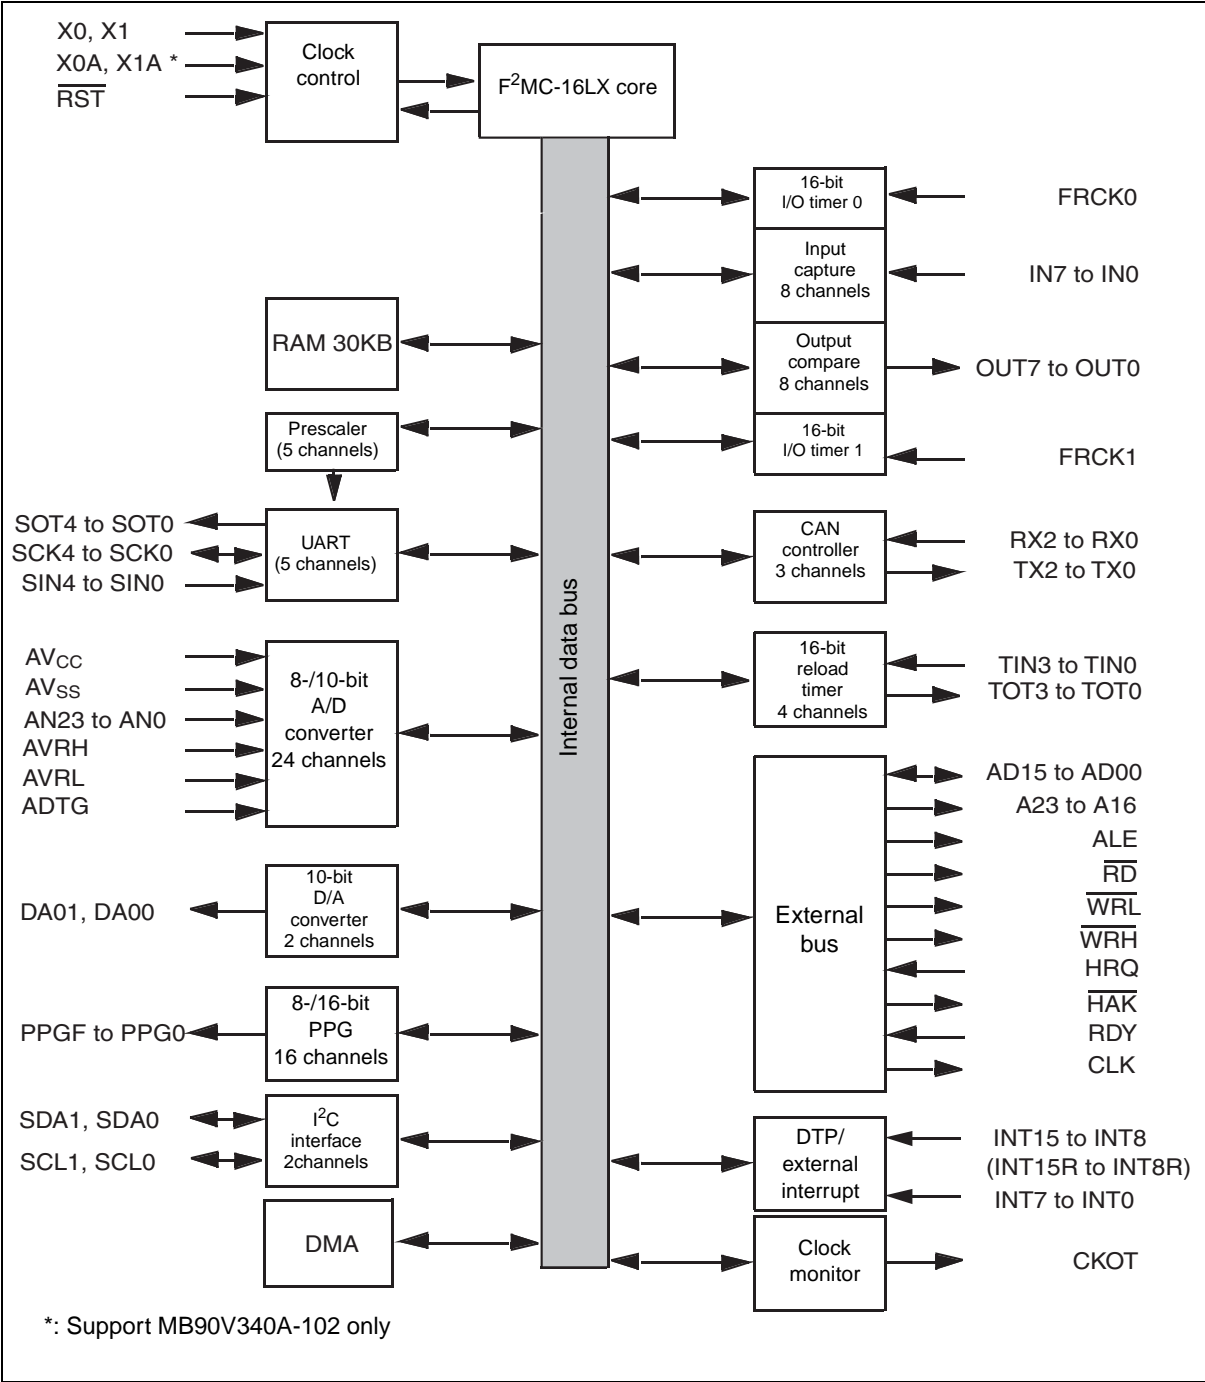 X0, X1
X0A, X1A *
RST
Clock
control
F²MC-16LX core
Internal data bus
RAM 30KB
Prescaler
(5 channels)
SOT4 to SOT0
SCK4 to SCK0
SIN4 to SIN0
UART
(5 channels)
AVCC
AVSS
AN23 to AN0
AVRH
AVRL
ADTG
8-/10-bit
A/D
converter
24 channels
DA01, DA00
10-bit
D/A
converter
2 channels
PPGF to PPG0
8-/16-bit
PPG
16 channels
SDA1, SDA0
SCL1, SCL0
I²C
interface
2channels
DMA
16-bit
I/O timer 0
FRCK0
Input
capture
8 channels
IN7 to IN0
Output
compare
8 channels
OUT7 to OUT0
16-bit
I/O timer 1
FRCK1
CAN
controller
3 channels
RX2 to RX0
TX2 to TX0
16-bit
reload
timer
4 channels
TIN3 to TIN0
TOT3 to TOT0
External
bus
AD15 to AD00
A23 to A16
ALE
RD
WRL
WRH
HRQ
HAK
RDY
CLK
DTP/
external
interrupt
INT15 to INT8
(INT15R to INT8R)
INT7 to INT0
Clock
monitor
CKOT
*: Support MB90V340A-102 only